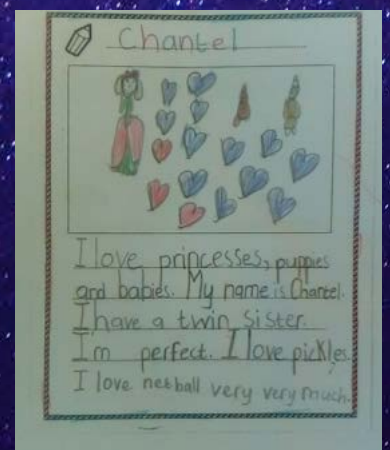 Chantel
I love princesses, puppies
and babies. My name is Chantel.
I have a twin sister.
I'm perfect. I love pickles.
I love netball very very much.